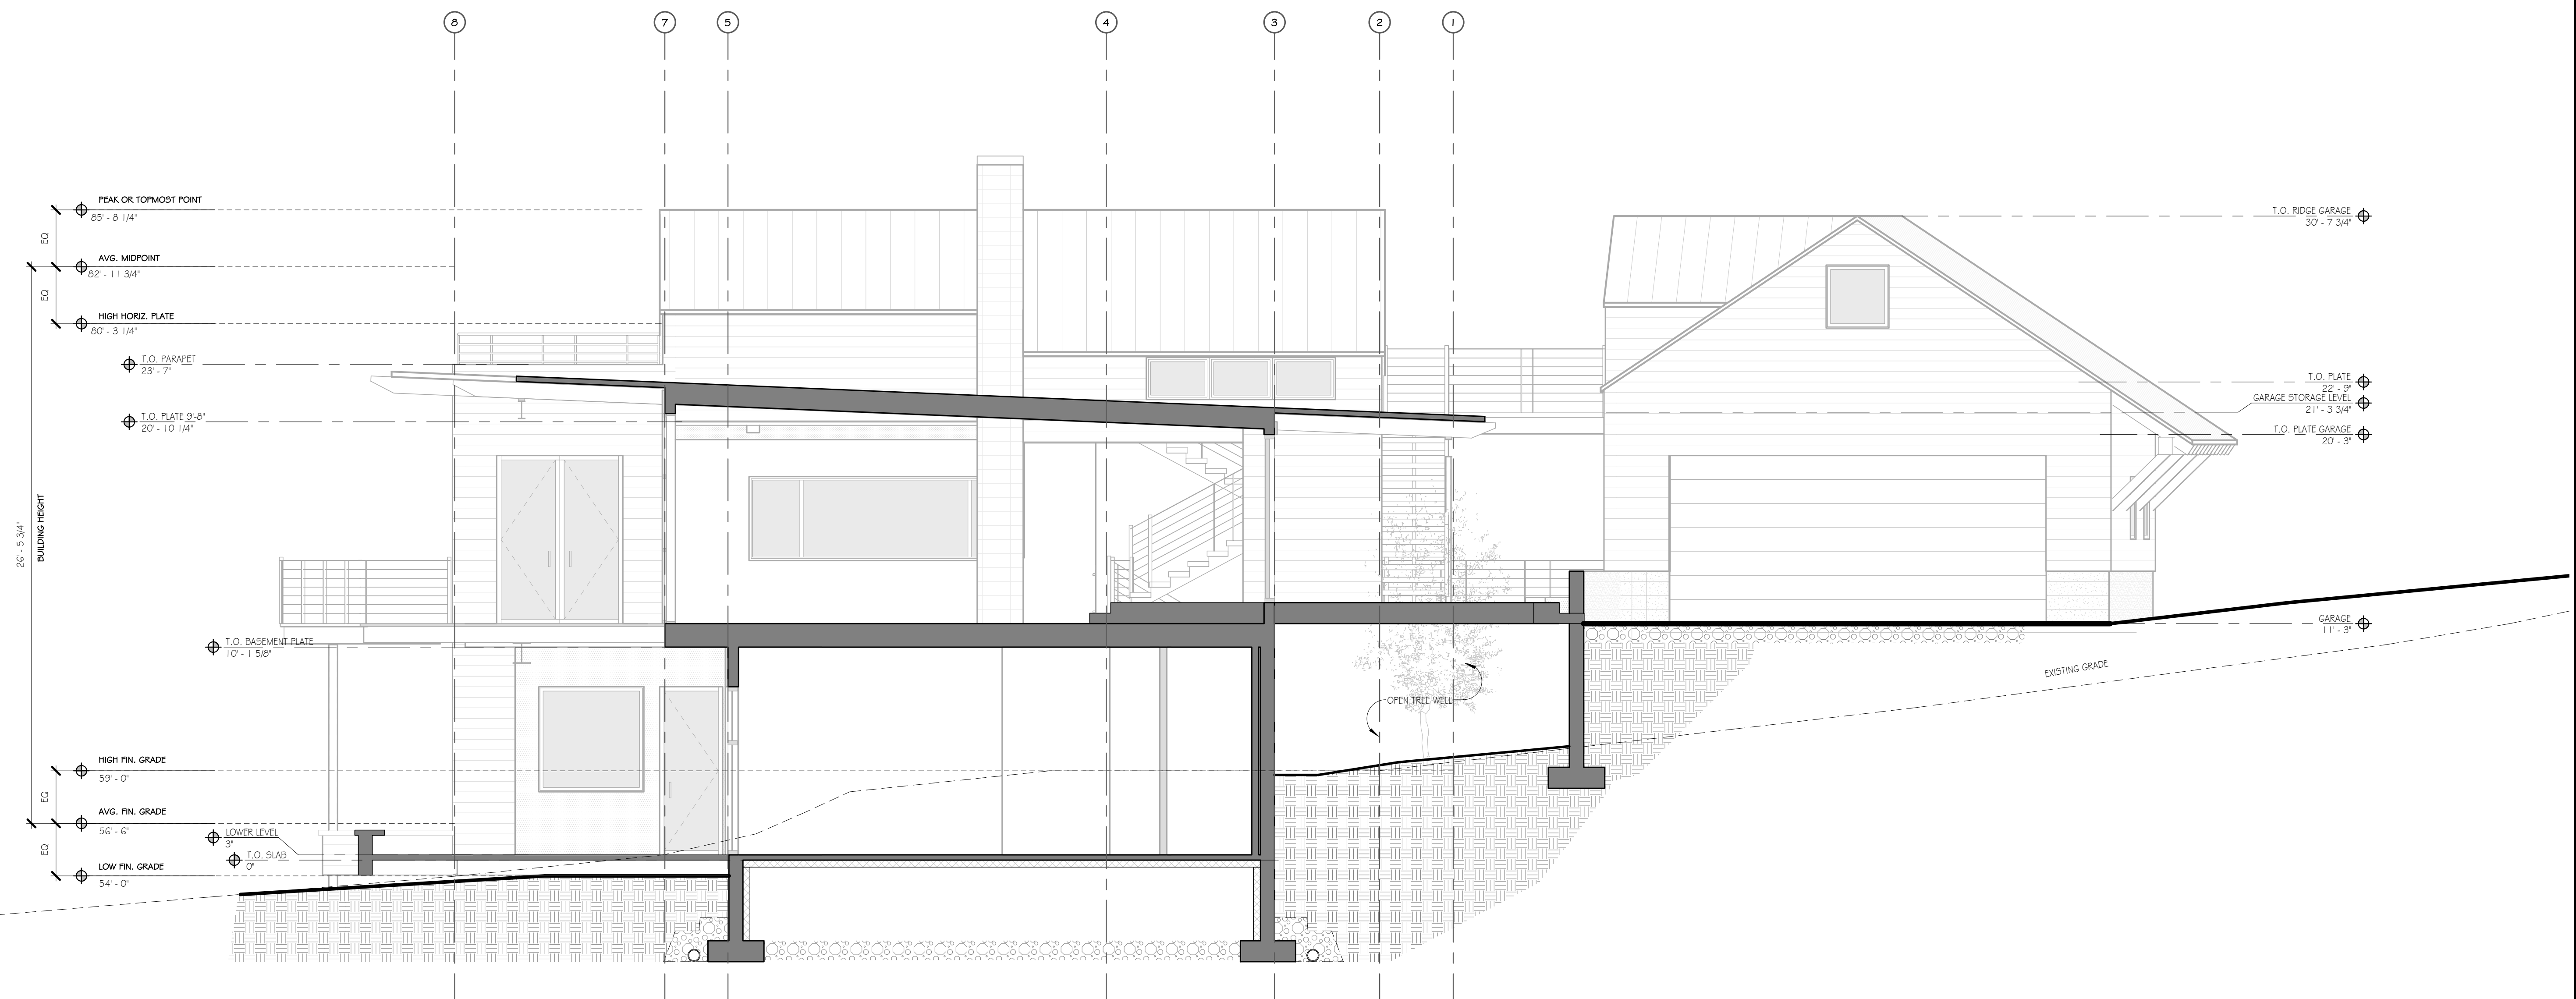 8 7 5 4 3 2 1
PEAK OR TOPMOST POINT
85' - 8 1/4"
EQ
AVG. MIDPOINT
82' - 11 3/4"
EQ
HIGH HORIZ. PLATE
80' - 3 1/4"
T.O. PARAPET
23' - 7"
T.O. PLATE 9'-8"
20' - 10 1/4"
26' - 5 3/4"
BUILDING HEIGHT
T.O. BASEMENT PLATE
10' - 1 5/8"
HIGH FIN. GRADE
59' - 0"
EQ
AVG. FIN. GRADE
56' - 6"
LOWER LEVEL
3"
T.O. SLAB
0"
EQ
LOW FIN. GRADE
54' - 0"
OPEN TREE WELL
T.O. RIDGE GARAGE
30' - 7 3/4"
T.O. PLATE
22' - 9"
GARAGE STORAGE LEVEL
21' - 3 3/4"
T.O. PLATE GARAGE
20' - 3"
GARAGE
11' - 3"
EXISTING GRADE